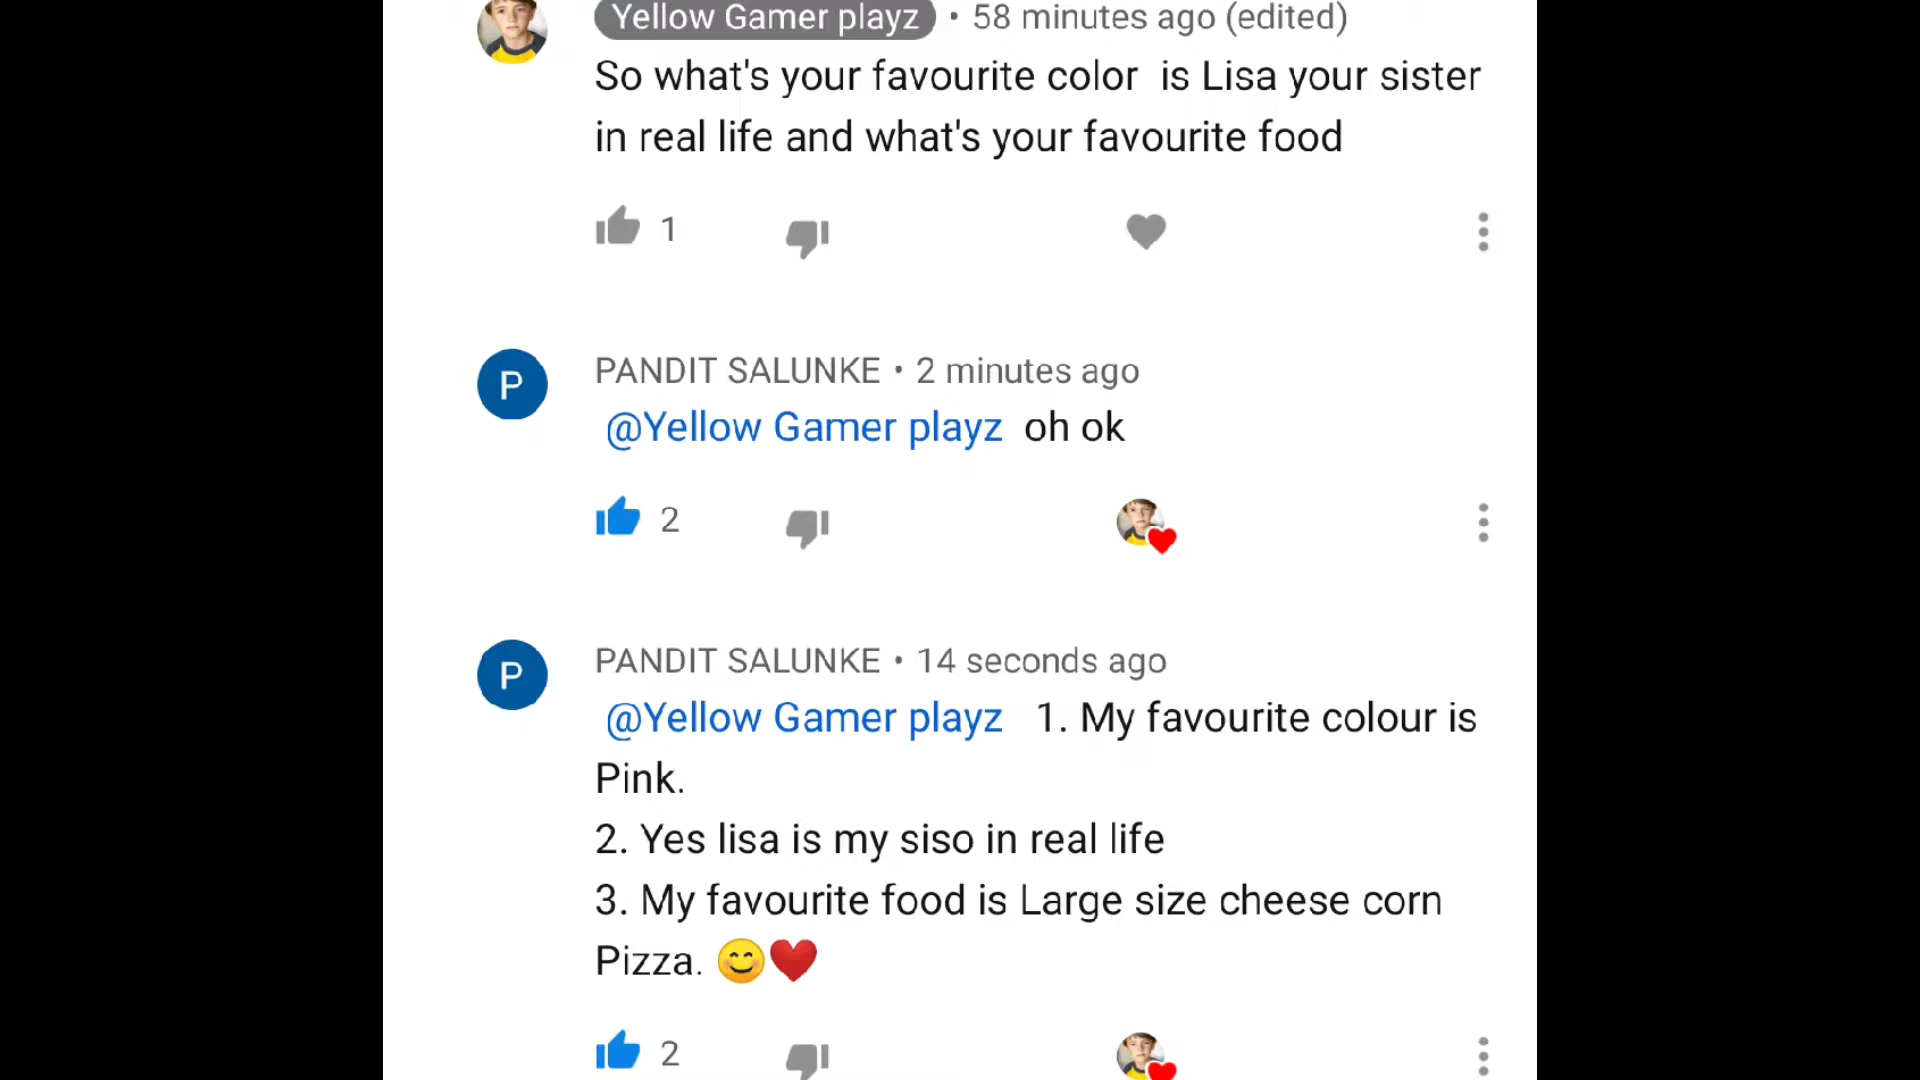 Yellow Gamer playz • 58 minutes ago (edited)
So what's your favourite color  is Lisa your sister
in real life and what's your favourite food
1
P
PANDIT SALUNKE • 2 minutes ago
@Yellow Gamer playz  oh ok
2
P
PANDIT SALUNKE • 14 seconds ago
@Yellow Gamer playz  1. My favourite colour is
Pink.
2. Yes lisa is my siso in real life
3. My favourite food is Large size cheese corn
Pizza. 😊❤️
2